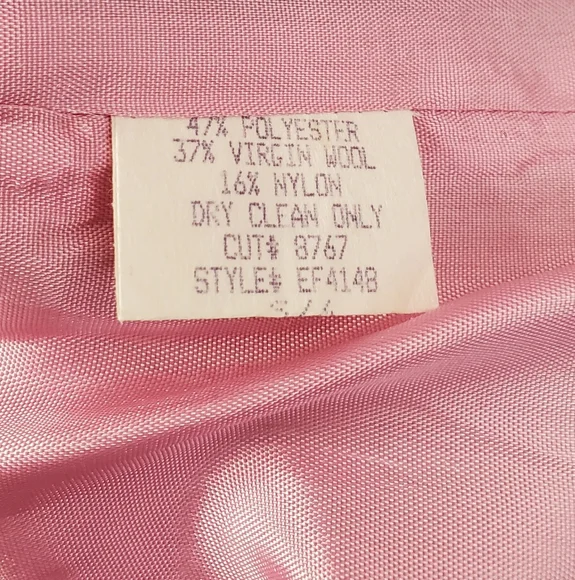 47% POLYESTER
37% VIRGIN WOOL
16% NYLON
DRY CLEAN ONLY
CUT# 8767
STYLE# EF4148